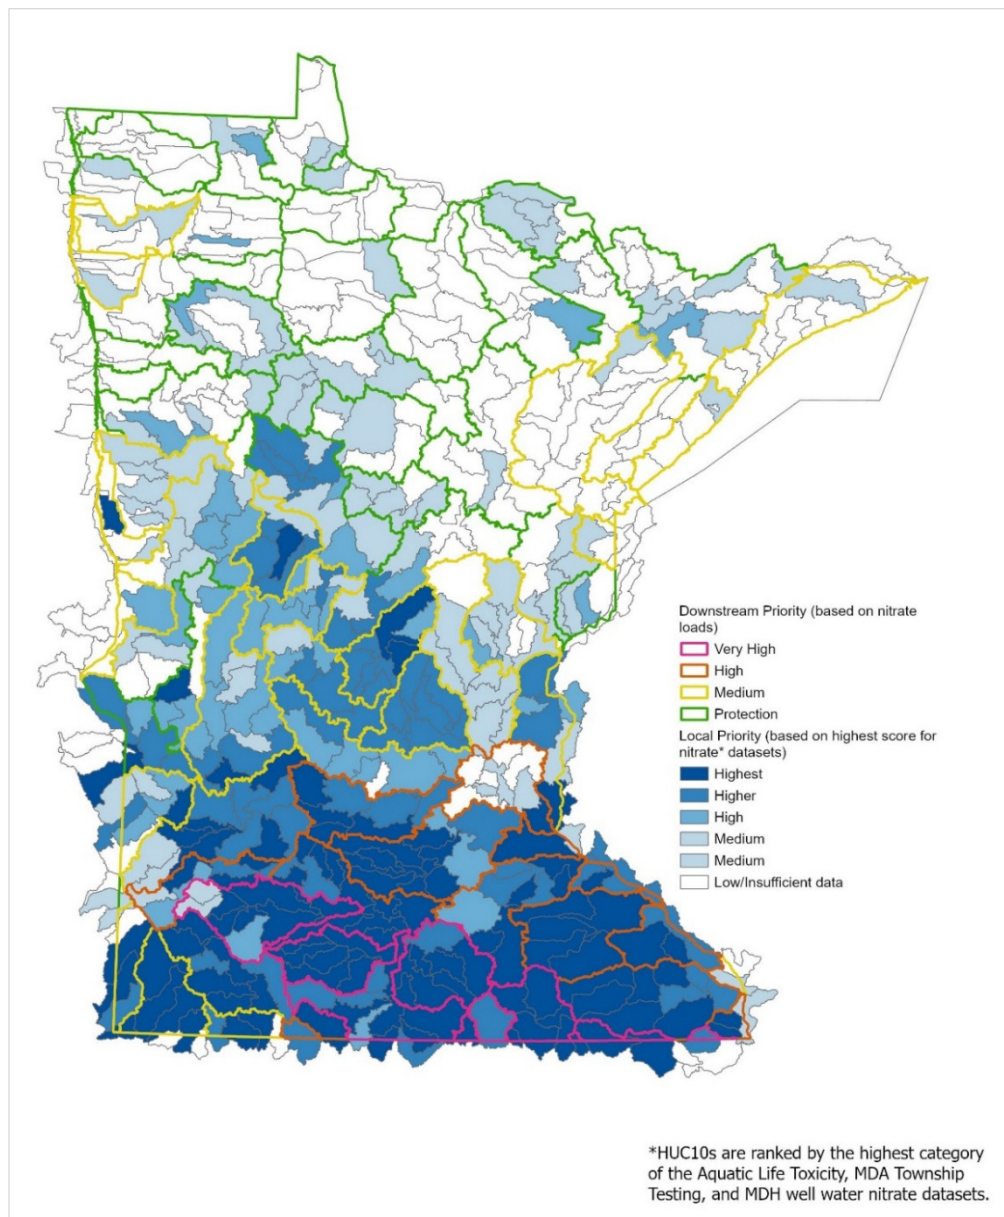 Downstream Priority (based on nitrate
loads)
Very High
High
Medium
Protection
Local Priority (based on highest score for
nitrate* datasets)
Highest
Higher
High
Medium
Medium
Low/Insufficient data
*HUC10s are ranked by the highest category
of the Aquatic Life Toxicity, MDA Township
Testing, and MDH well water nitrate datasets.